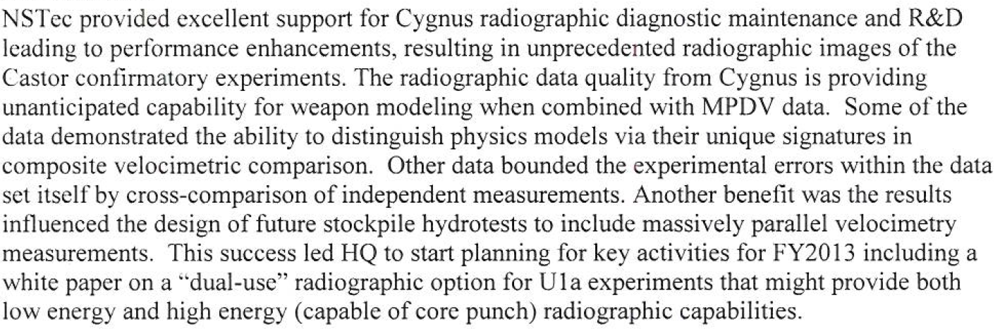 NSTec provided excellent support for Cygnus radiographic diagnostic maintenance and R&D
leading to performance enhancements, resulting in unprecedented radiographic images of the
Castor confirmatory experiments. The radiographic data quality from Cygnus is providing
unanticipated capability for weapon modeling when combined with MPDV data.  Some of the
data demonstrated the ability to distinguish physics models via their unique signatures in
composite velocimetric comparison.  Other data bounded the experimental errors within the data
set itself by cross-comparison of independent measurements. Another benefit was the results
influenced the design of future stockpile hydrotests to include massively parallel velocimetry
measurements.  This success led HQ to start planning for key activities for FY2013 including a
white paper on a “dual-use” radiographic option for U1a experiments that might provide both
low energy and high energy (capable of core punch) radiographic capabilities.